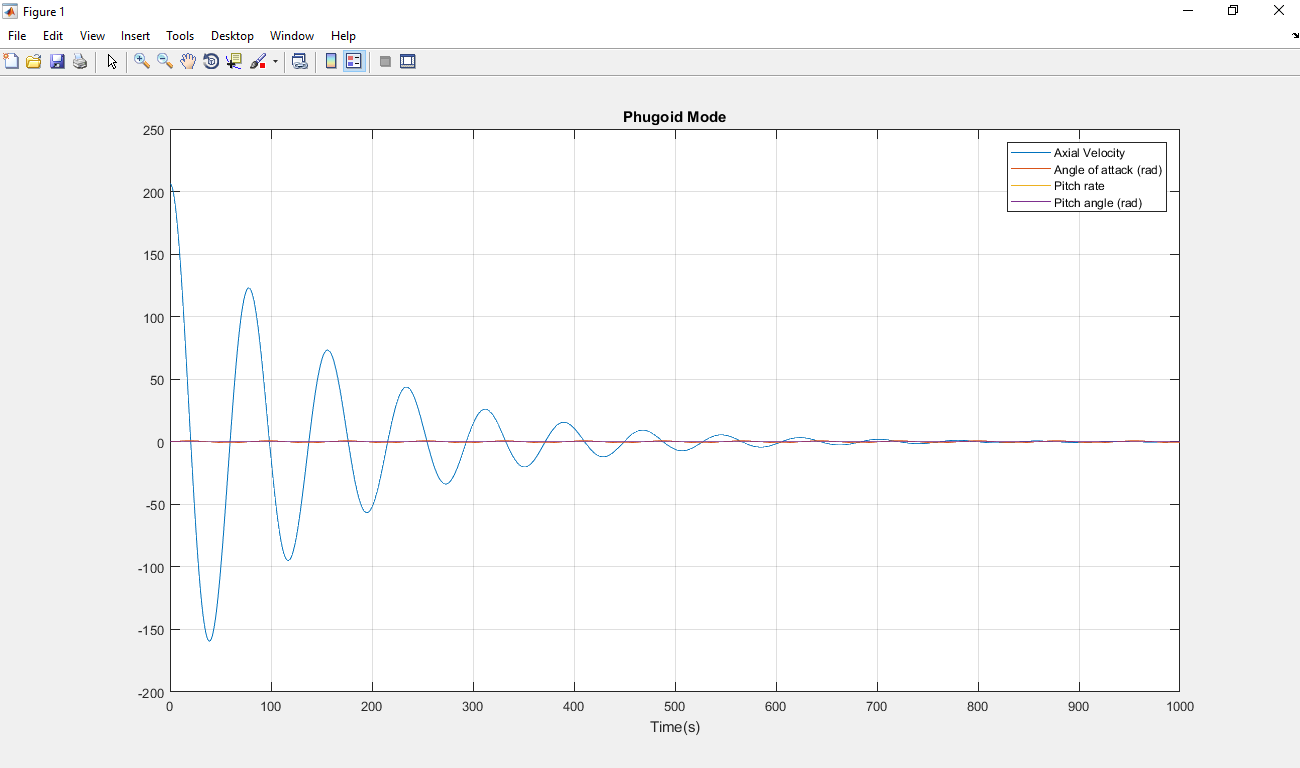 Figure 1
File Edit View Insert Tools Desktop Window Help
Phugoid Mode
250
200
150
100
50
0
-50
-100
-150
-200
Axial Velocity
Angle of attack (rad)
Pitch rate
Pitch angle (rad)
0 100 200 300 400 500 600 700 800 900 1000
Time(s)